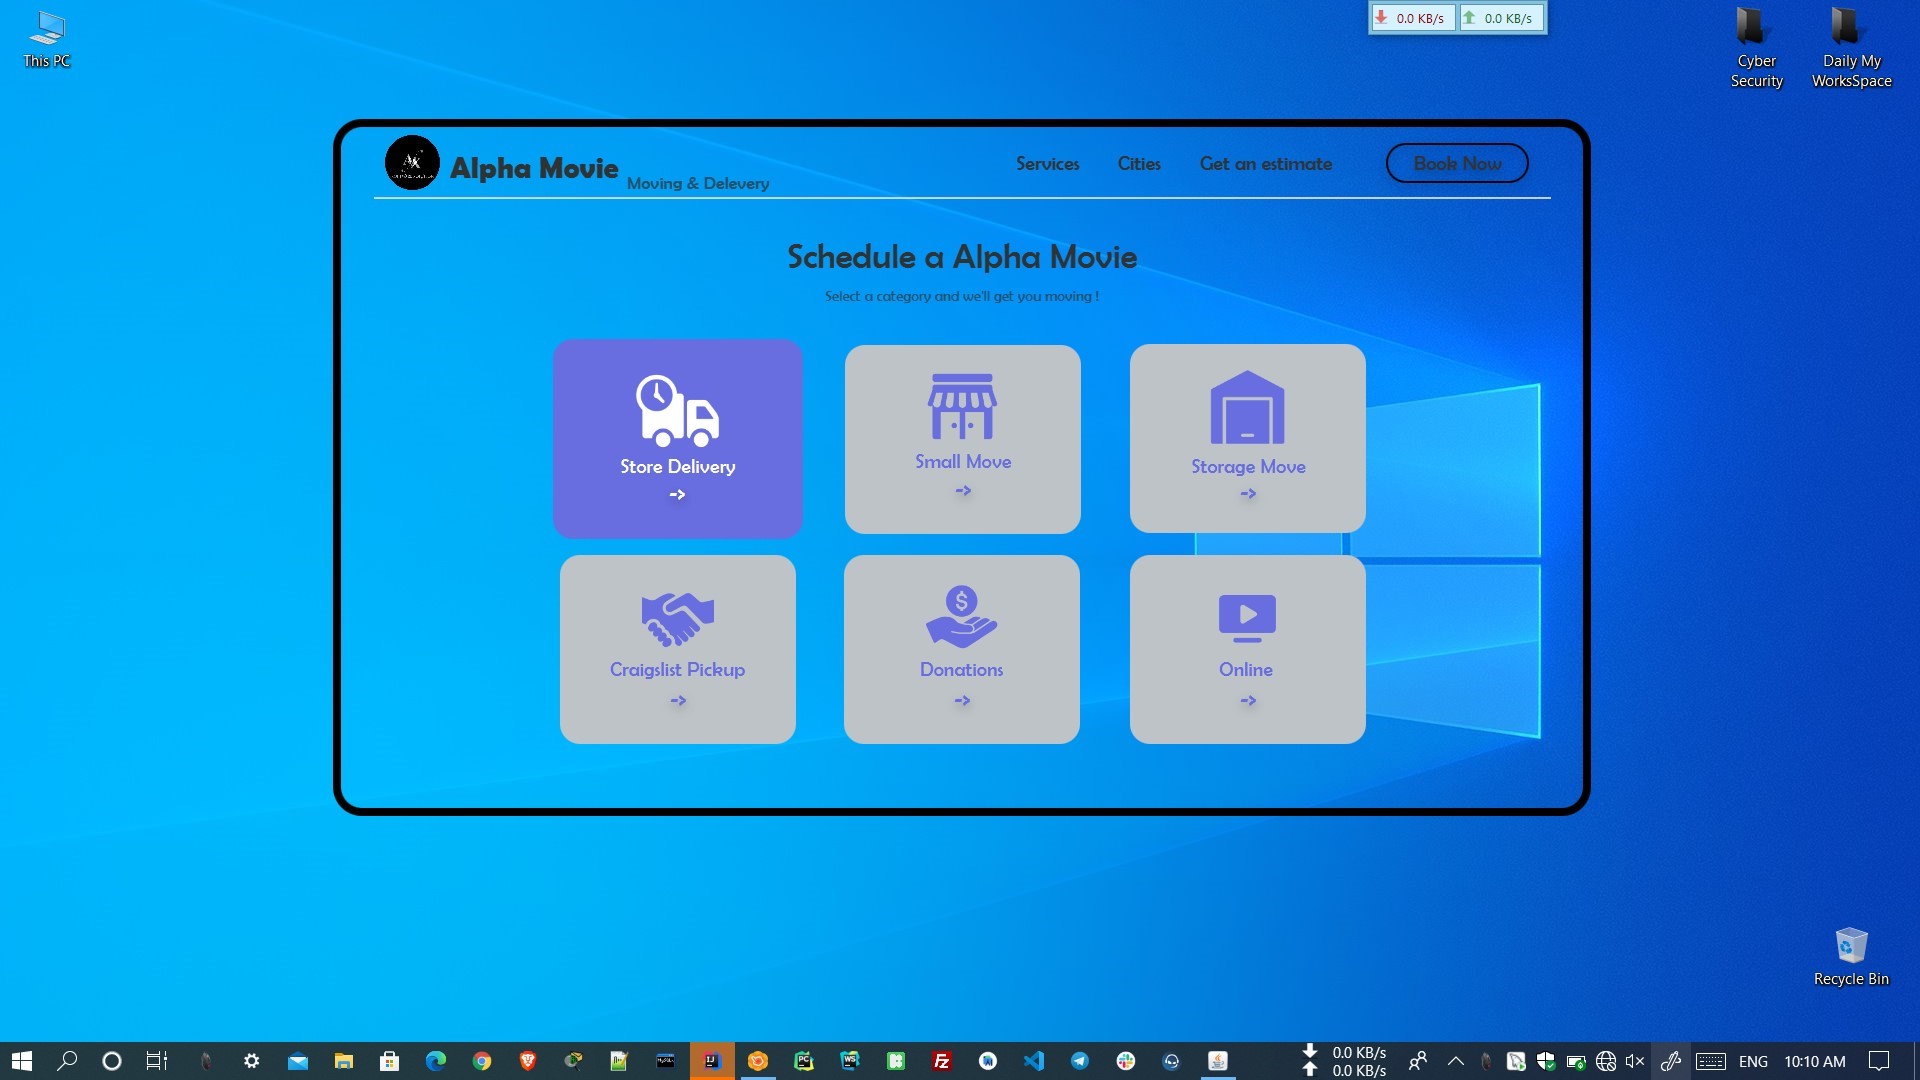 This PC
0.0 KB/s
0.0 KB/s
Cyber
Security
Daily My
WorksSpace
Alpha Movie
Moving & Delevery
Services
Cities
Get an estimate
Book Now
Schedule a Alpha Movie
Select a category and we'll get you moving !
Store Delivery
->
Small Move
->
Storage Move
->
Craigslist Pickup
->
Donations
->
Online
->
Recycle Bin
0.0 KB/s
0.0 KB/s
ENG
10:10 AM